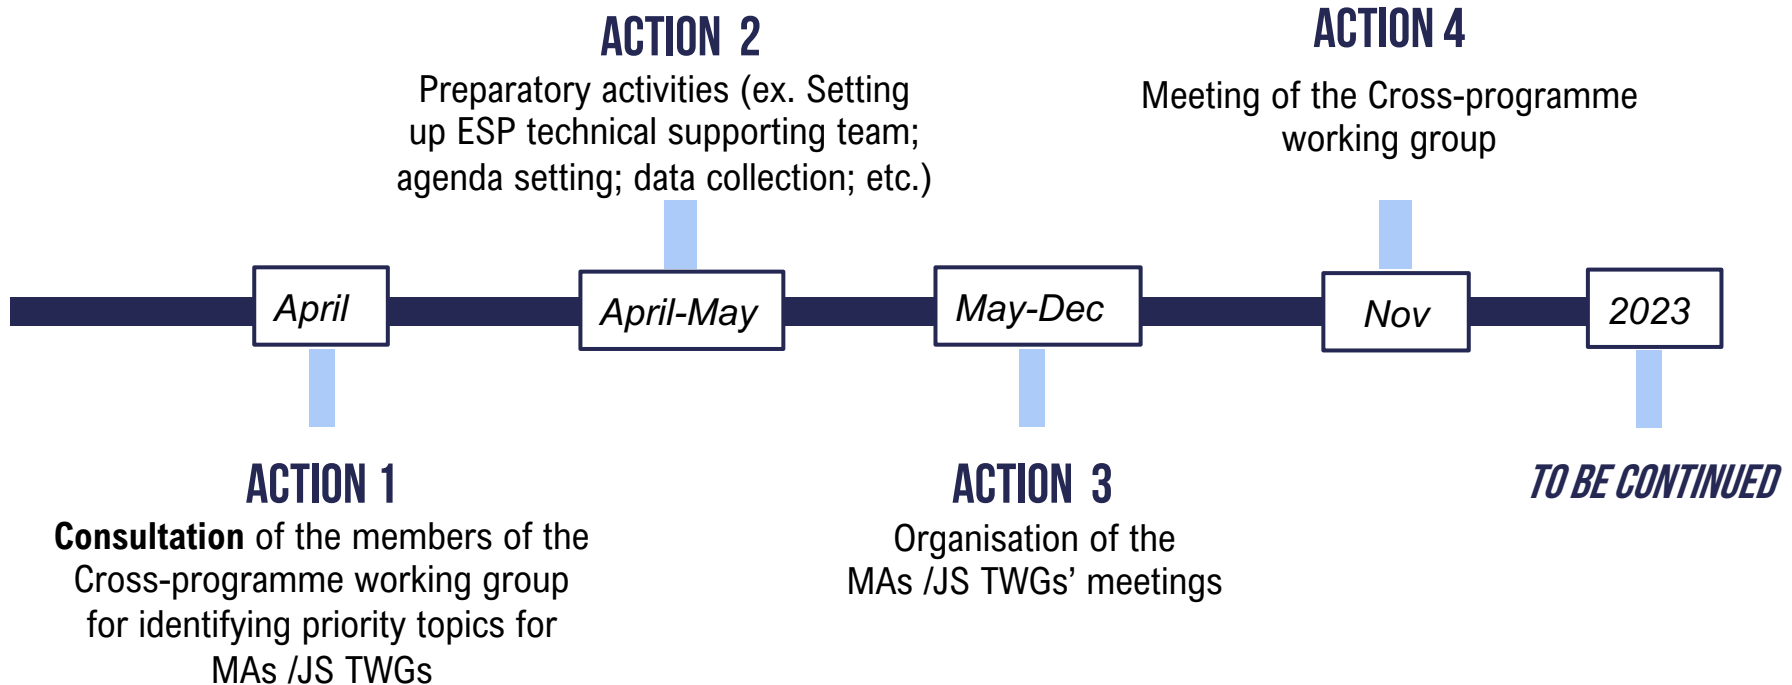 ACTION 2
Preparatory activities (ex. Setting
up ESP technical supporting team;
agenda setting; data collection; etc.)
ACTION 4
Meeting of the Cross-programme
working group
April
April-May
May-Dec
Nov
2023
ACTION 1
Consultation of the members of the
Cross-programme working group
for identifying priority topics for
MAs /JS TWGs
ACTION 3
Organisation of the
MAs /JS TWGs’ meetings
TO BE CONTINUED